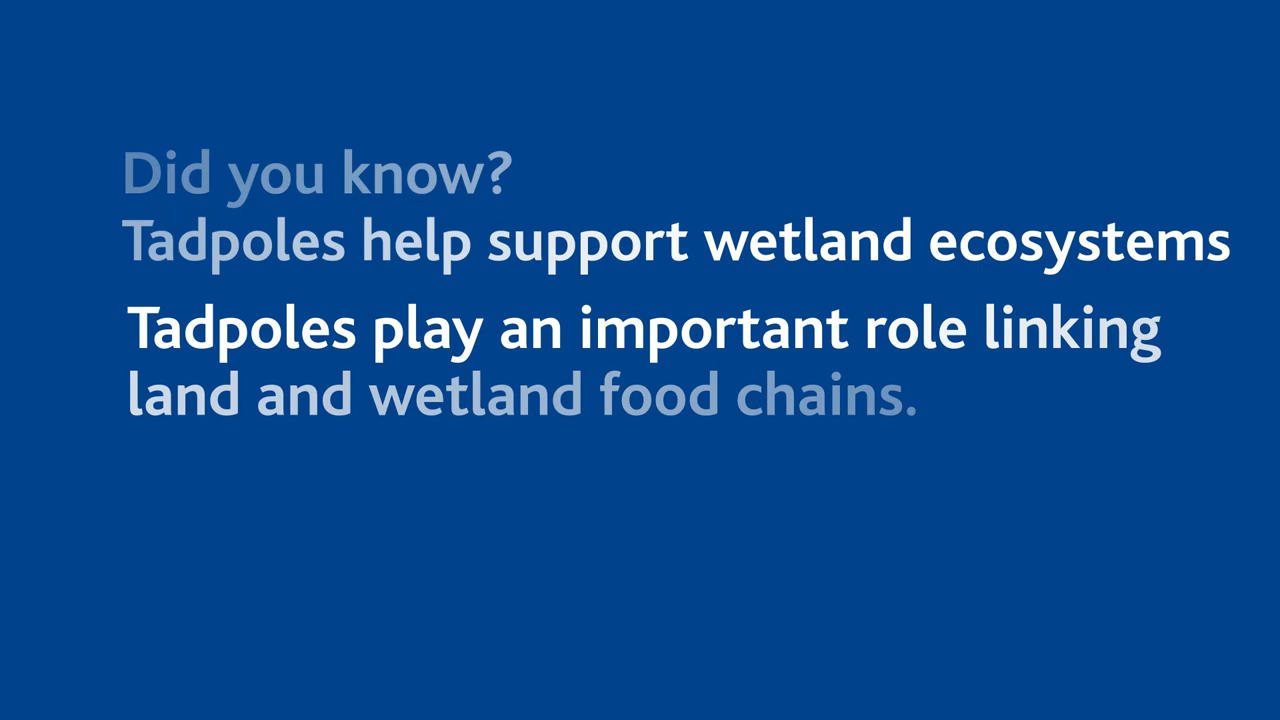 Did you know?
Tadpoles help support wetland ecosystems
Tadpoles play an important role linking
land and wetland food chains.